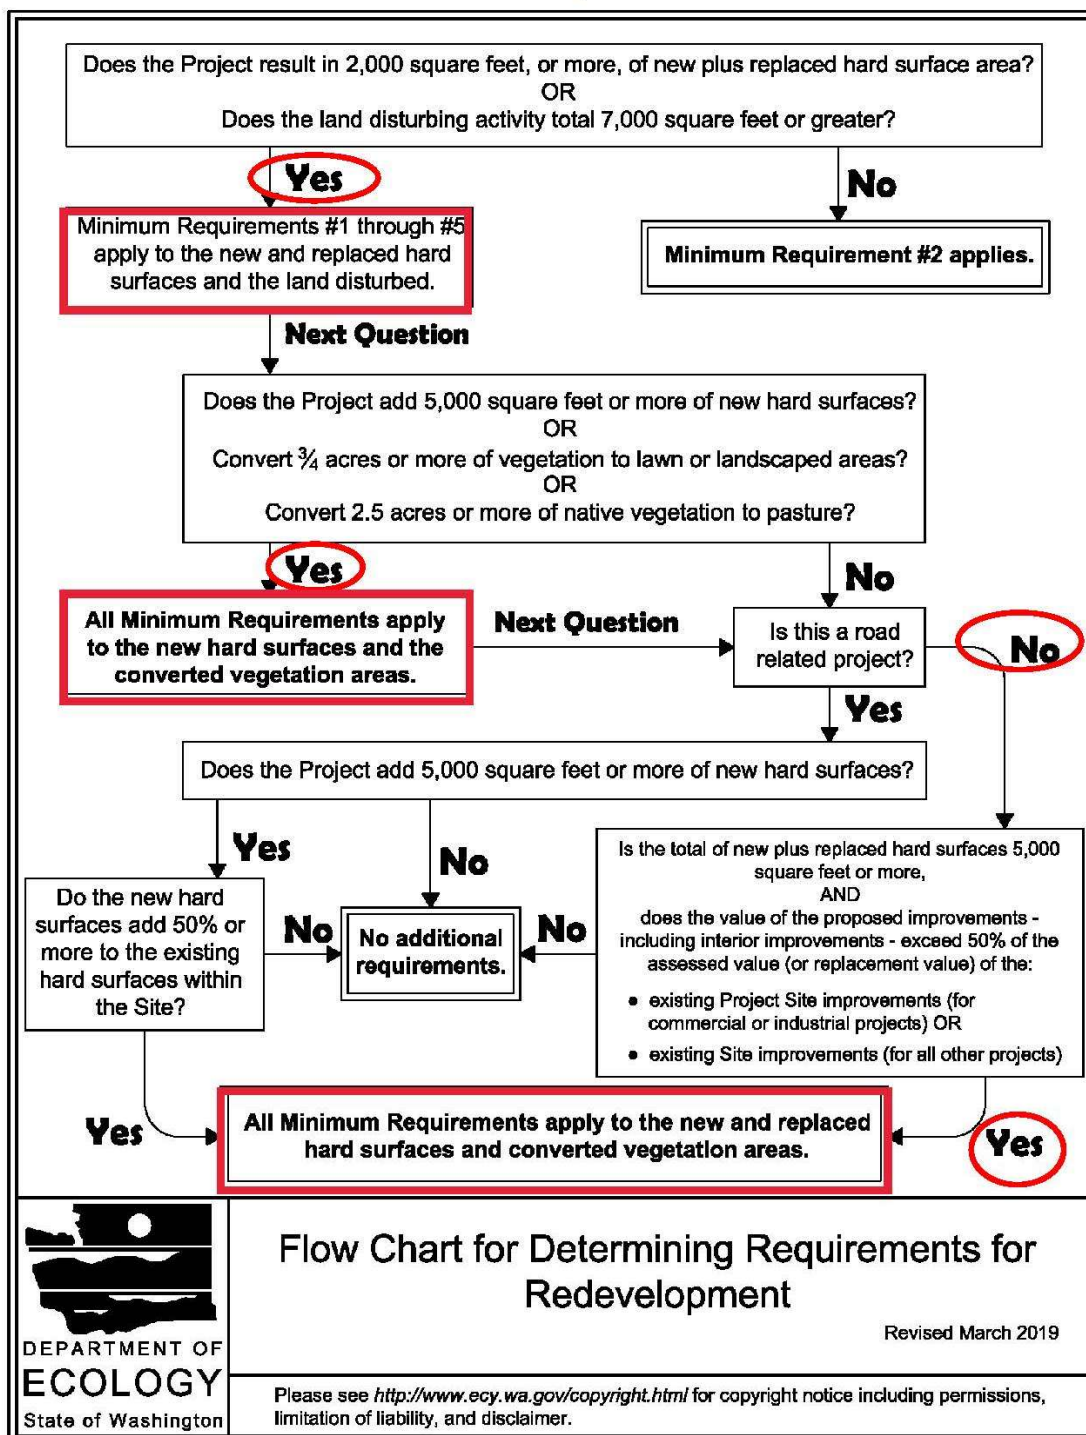 Does the Project result in 2,000 square feet, or more, of new plus replaced hard surface area?
OR
Does the land disturbing activity total 7,000 square feet or greater?
Yes
No
Minimum Requirements #1 through #5
apply to the new and replaced hard
surfaces and the land disturbed.
Minimum Requirement #2 applies.
Next Question
Does the Project add 5,000 square feet or more of new hard surfaces?
OR
Convert ¾ acres or more of vegetation to lawn or landscaped areas?
OR
Convert 2.5 acres or more of native vegetation to pasture?
Yes
No
All Minimum Requirements apply
to the new hard surfaces and the
converted vegetation areas.
Next Question
Is this a road
related project?
No
Yes
Does the Project add 5,000 square feet or more of new hard surfaces?
Yes
No
Do the new hard
surfaces add 50% or
more to the existing
hard surfaces within
the Site?
No
No additional
requirements.
No
Is the total of new plus replaced hard surfaces 5,000
square feet or more,
AND
does the value of the proposed improvements -
including interior improvements - exceed 50% of the
assessed value (or replacement value) of the:
• existing Project Site improvements (for
commercial or industrial projects) OR
• existing Site improvements (for all other projects)
Yes
All Minimum Requirements apply to the new and replaced
hard surfaces and converted vegetation areas.
Yes
DEPARTMENT OF
ECOLOGY
State of Washington
Flow Chart for Determining Requirements for
Redevelopment
Revised March 2019
Please see http://www.ecy.wa.gov/copyright.html for copyright notice including permissions,
limitation of liability, and disclaimer.